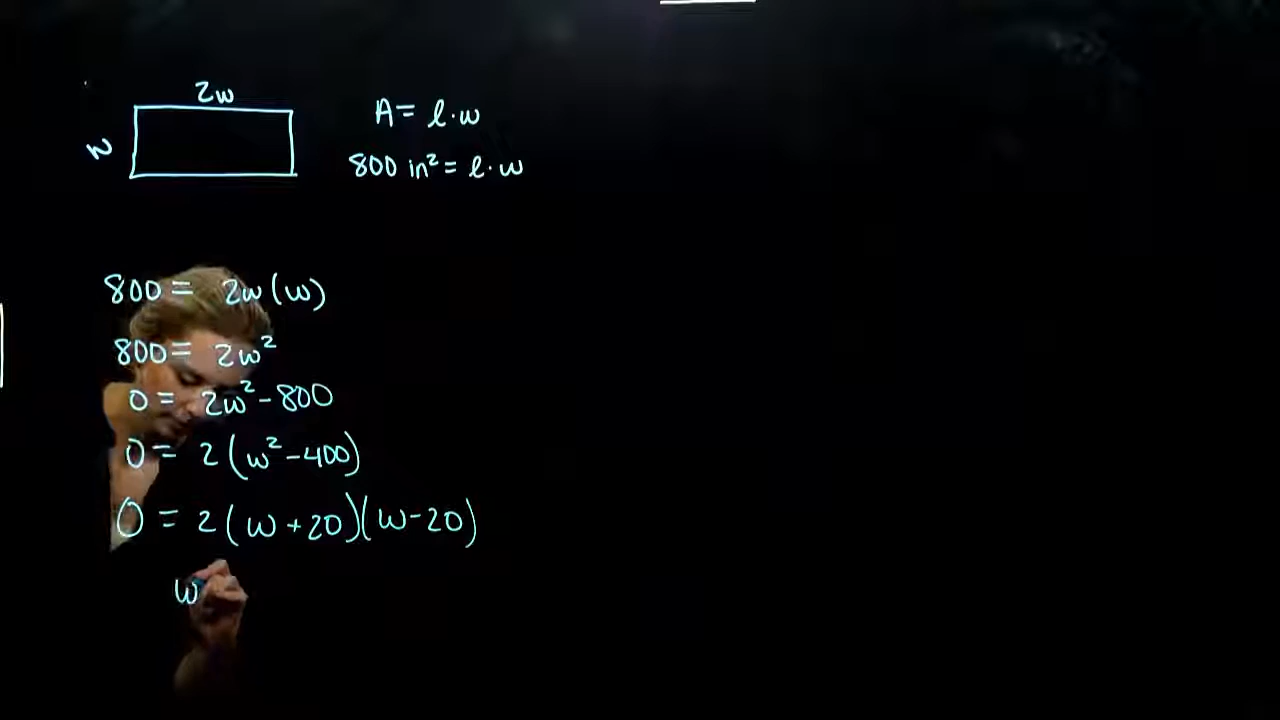 2w
w
A = l·w
800 in² = l·w
800 = 2w(w)
800 = 2w²
0 = 2w² - 800
0 = 2(w² - 400)
0 = 2(w + 20)(w - 20)
w